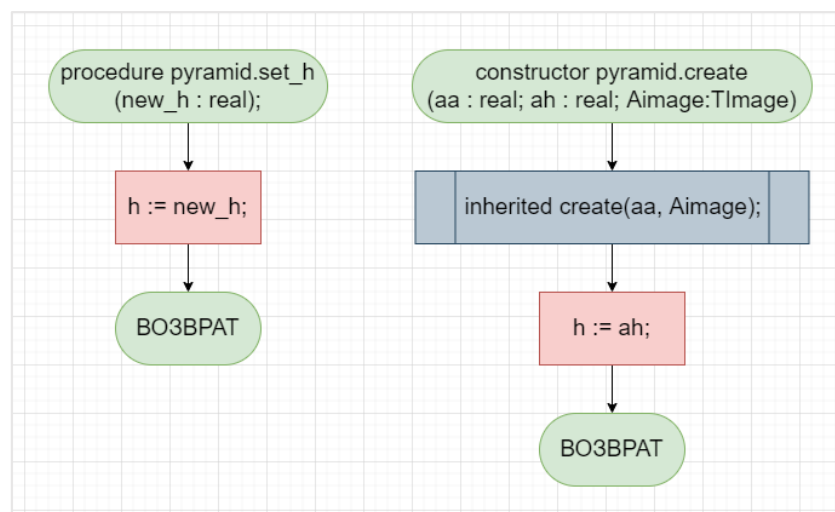 procedure pyramid.set_h
(new_h : real);
h := new_h;
ВОЗВРАТ
constructor pyramid.create
(aa : real; ah : real; Aimage:TImage)
inherited create(aa, Aimage);
h := ah;
ВОЗВРАТ